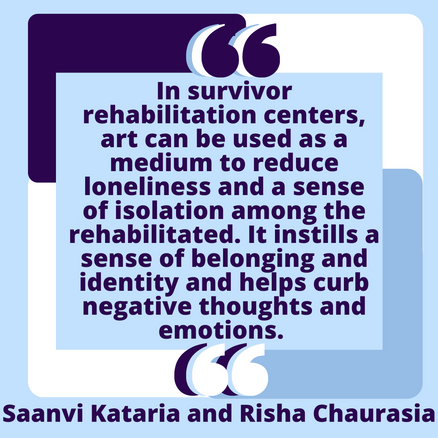 In survivor
rehabilitation centers,
art can be used as a
medium to reduce
loneliness and a sense
of isolation among the
rehabilitated. It instills a
sense of belonging and
identity and helps curb
negative thoughts and
emotions.
Saanvi Kataria and Risha Chaurasia